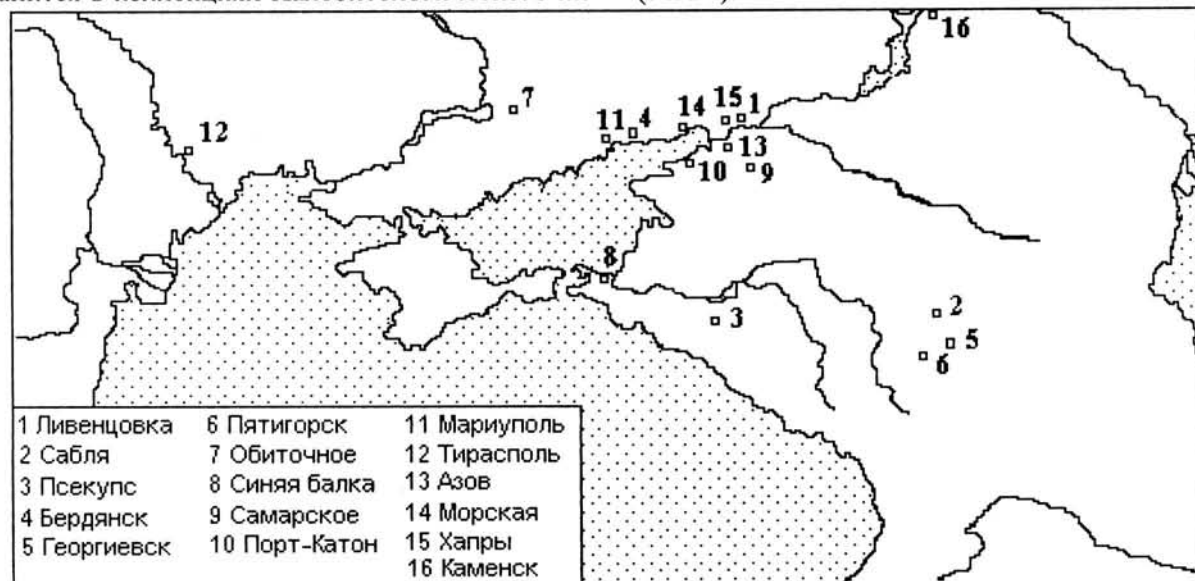 16
7
12
11 4 14 15 1
10 13 9
8
3
2
5
6
1 Ливенцовка
2 Сабля
3 Псекупс
4 Бердянск
5 Георгиевск
6 Пятигорск
7 Обиточное
8 Синяя балка
9 Самарское
10 Порт-Катон
11 Мариуполь
12 Тирасполь
13 Азов
14 Морская
15 Хапры
16 Каменск